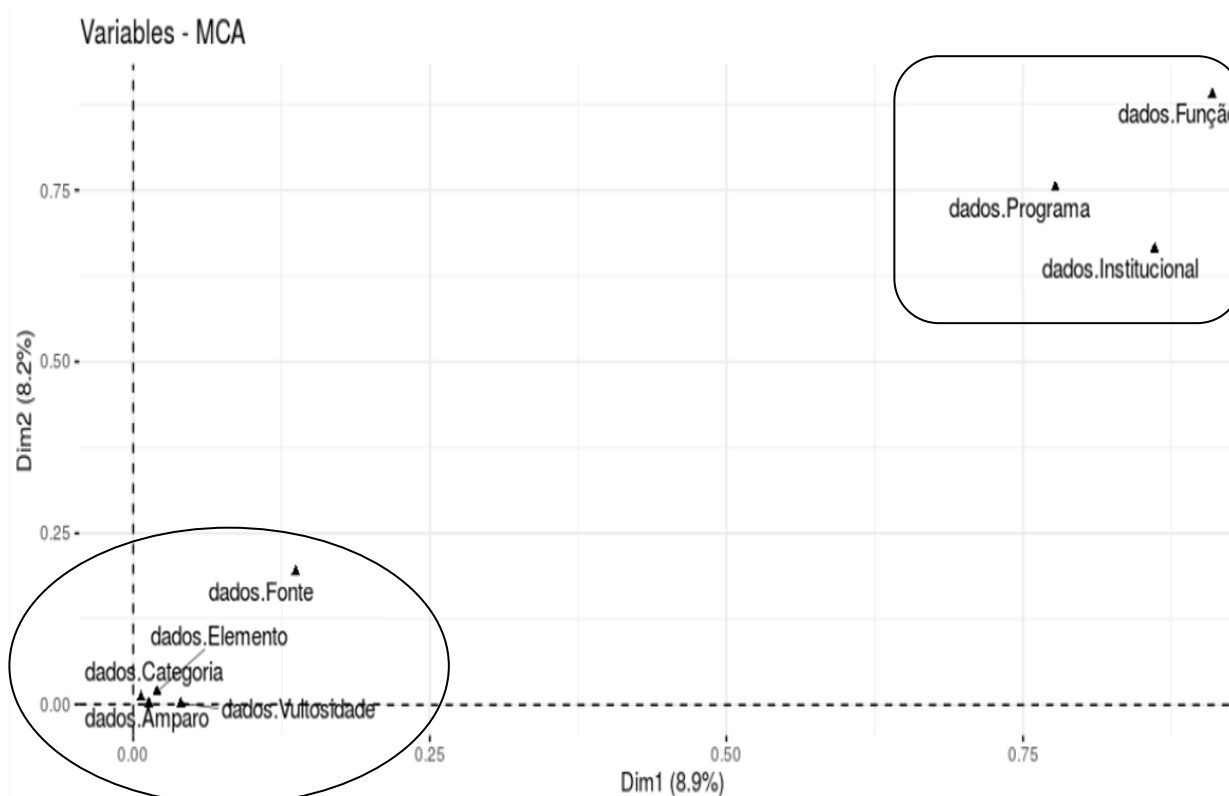 Variables - MCA
dados.Funçã
0.75
dados.Programa
dados.Institucional
0.50
Dim2 (8.2%)
0.25
dados.Fonte
dados.Elemento
dados.Categoria
0.00
dados.Vultosidade
dados.Amparo
0.00
0.25
0.50
0.75
Dim1 (8.9%)